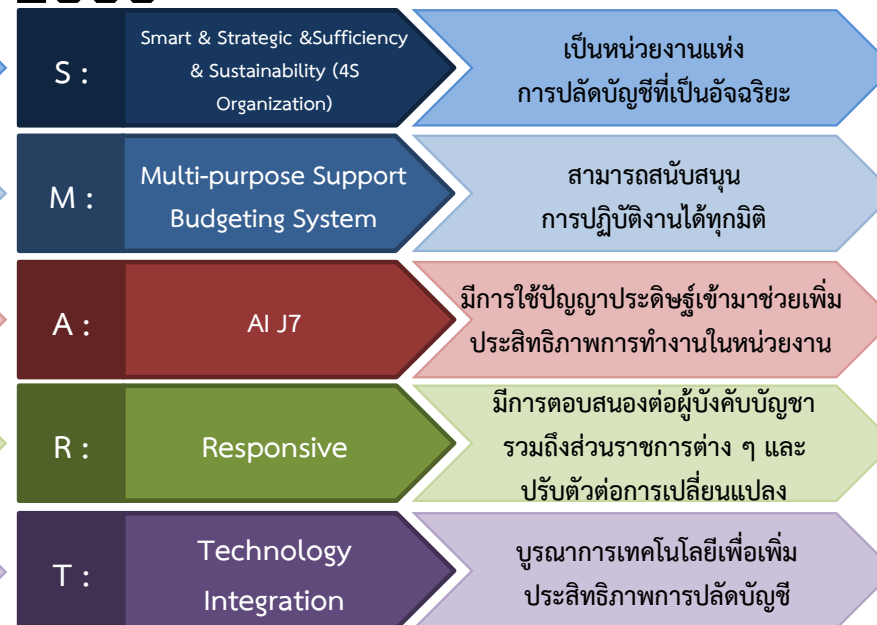 S :
Smart & Strategic &Sufficiency
& Sustainability (4S
Organization)
เป็นหน่วยงานแห่ง
การปลัดบัญชีที่เป็นอัจฉริยะ
M :
Multi-purpose Support
Budgeting System
สามารถสนับสนุน
การปฏิบัติงานได้ทุกมิติ
A :
AI J7
มีการใช้ปัญญาประดิษฐ์เข้ามาช่วยเพิ่ม
ประสิทธิภาพการทำงานในหน่วยงาน
R :
Responsive
มีการตอบสนองต่อผู้บังคับบัญชา
รวมถึงส่วนราชการต่าง ๆ และ
ปรับตัวต่อการเปลี่ยนแปลง
T :
Technology
Integration
บูรณาการเทคโนโลยีเพื่อเพิ่ม
ประสิทธิภาพการปลัดบัญชี